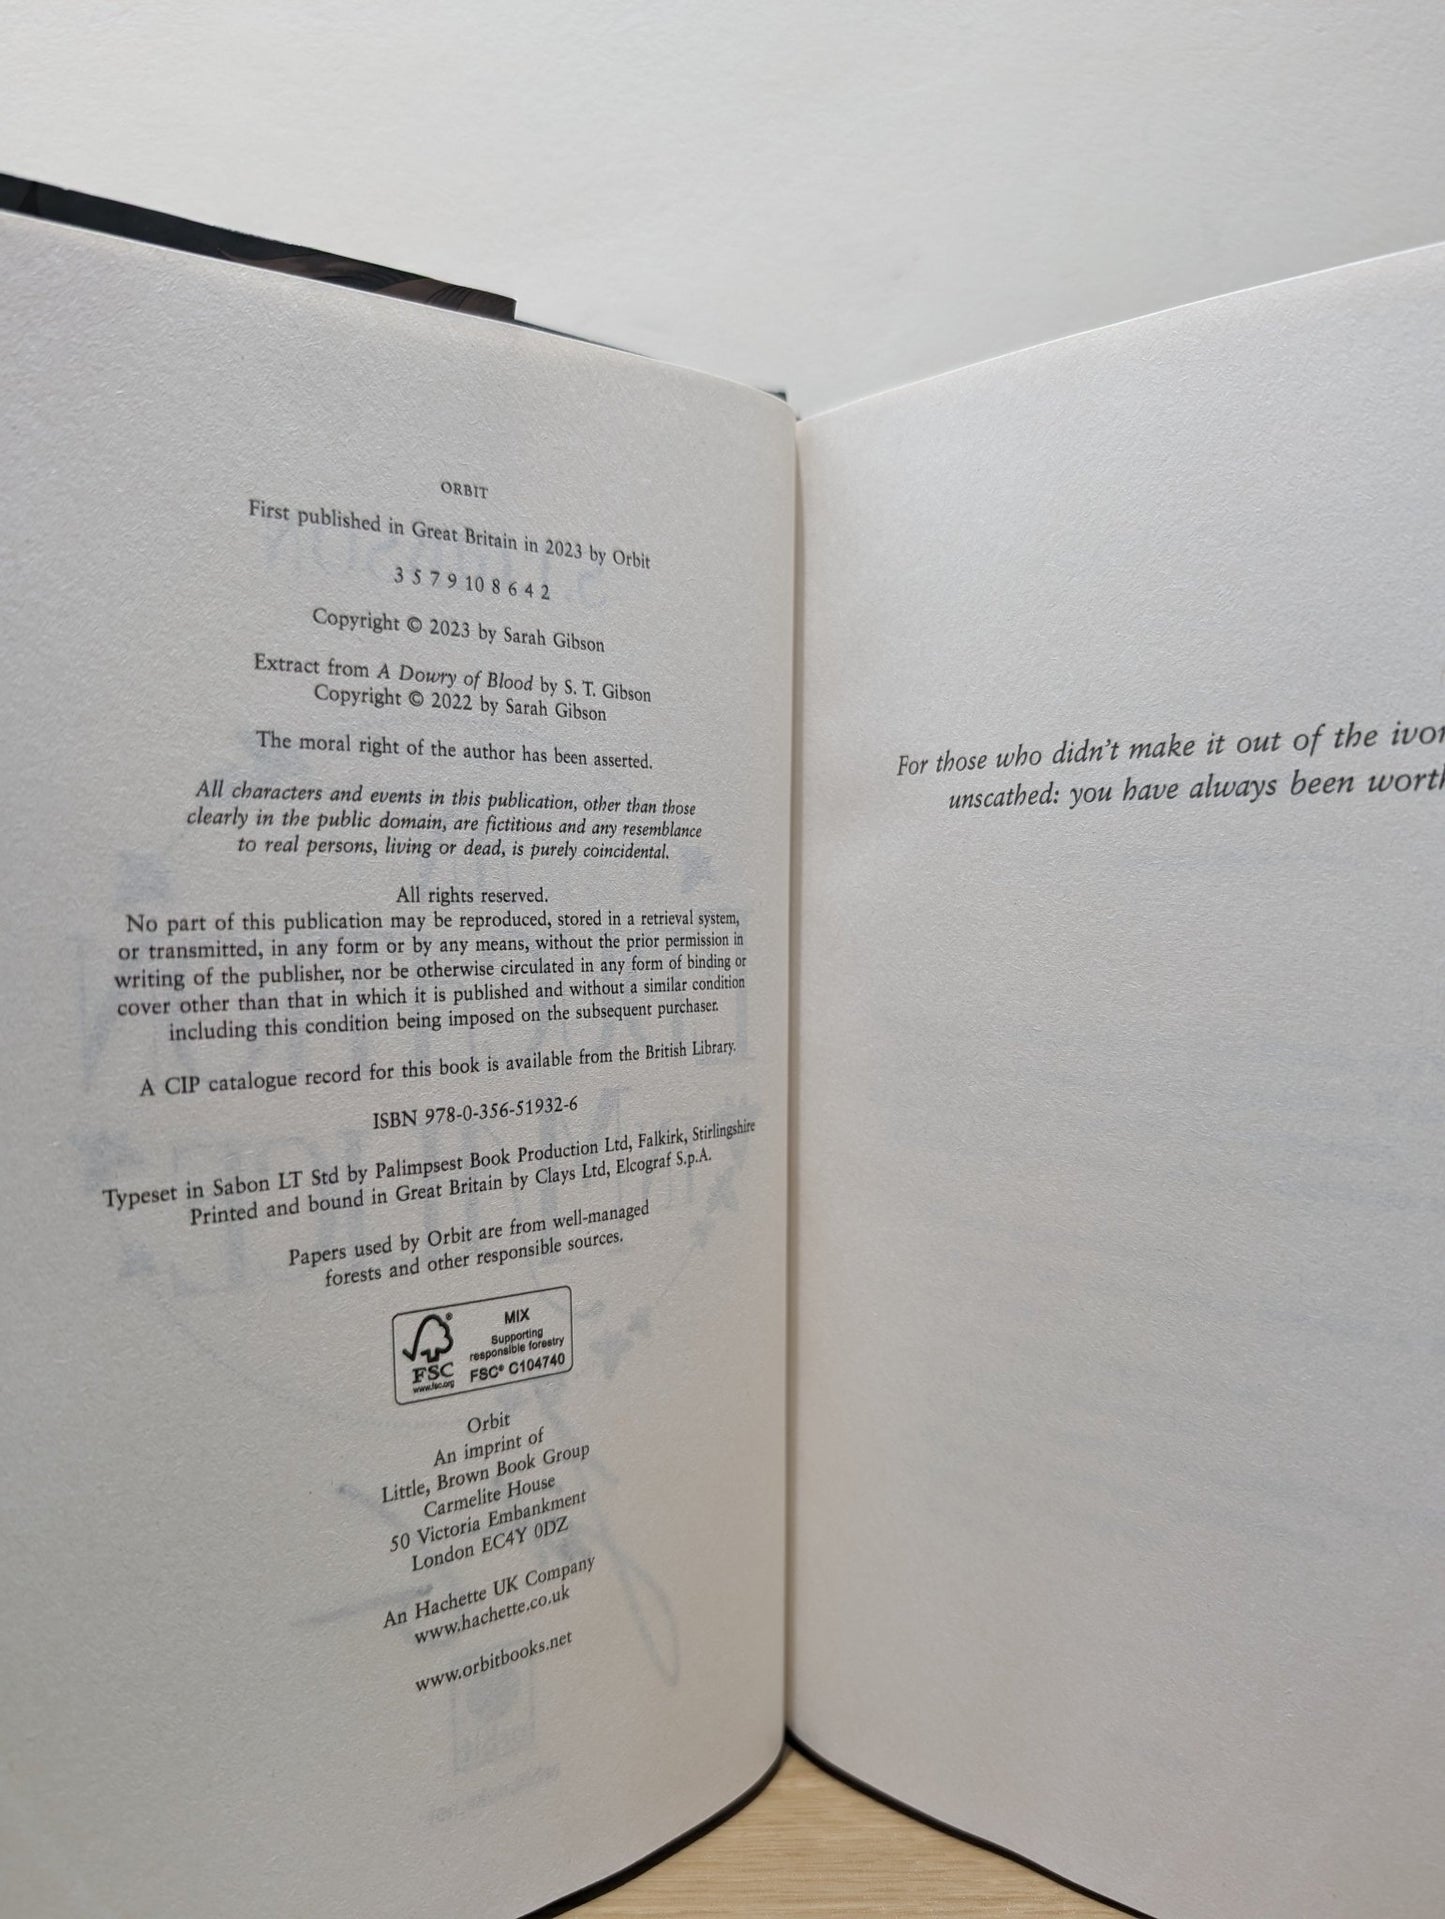 ORBIT
First published in Great Britain in 2023 by Orbit
3 5 7 9 10 8 6 4 2
Copyright © 2023 by Sarah Gibson
Extract from A Dowry of Blood by S. T. Gibson
Copyright © 2022 by Sarah Gibson
The moral right of the author has been asserted.
All characters and events in this publication, other than those
clearly in the public domain, are fictitious and any resemblance
to real persons, living or dead, is purely coincidental.
All rights reserved.
No part of this publication may be reproduced, stored in a retrieval system,
or transmitted, in any form or by any means, without the prior permission in
writing of the publisher, nor be otherwise circulated in any form of binding or
cover other than that in which it is published and without a similar condition
including this condition being imposed on the subsequent purchaser.
A CIP catalogue record for this book is available from the British Library.
ISBN 978-0-356-51932-6
Typeset in Sabon LT Std by Palimpsest Book Production Ltd, Falkirk, Stirlingshire
Printed and bound in Great Britain by Clays Ltd, Elcograf S.p.A.
Papers used by Orbit are from well-managed
forests and other responsible sources.
FSC®
www.fsc.org
MIX
Supporting
responsible forestry
FSC® C104740
Orbit
An imprint of
Little, Brown Book Group
Carmelite House
50 Victoria Embankment
London EC4Y 0DZ
An Hachette UK Company
www.hachette.co.uk
www.orbitbooks.net
For those who didn't make it out of the
unscathed: you have always been